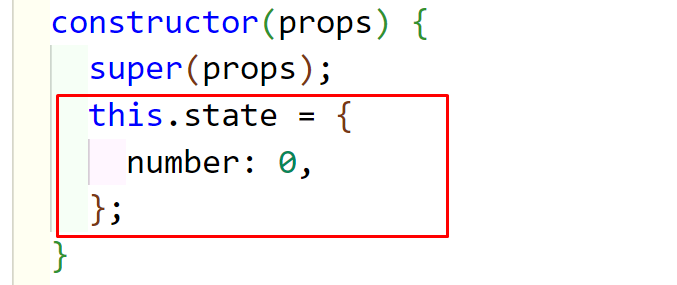 constructor(props) {
super(props);
this.state = {
number: 0,
};
}